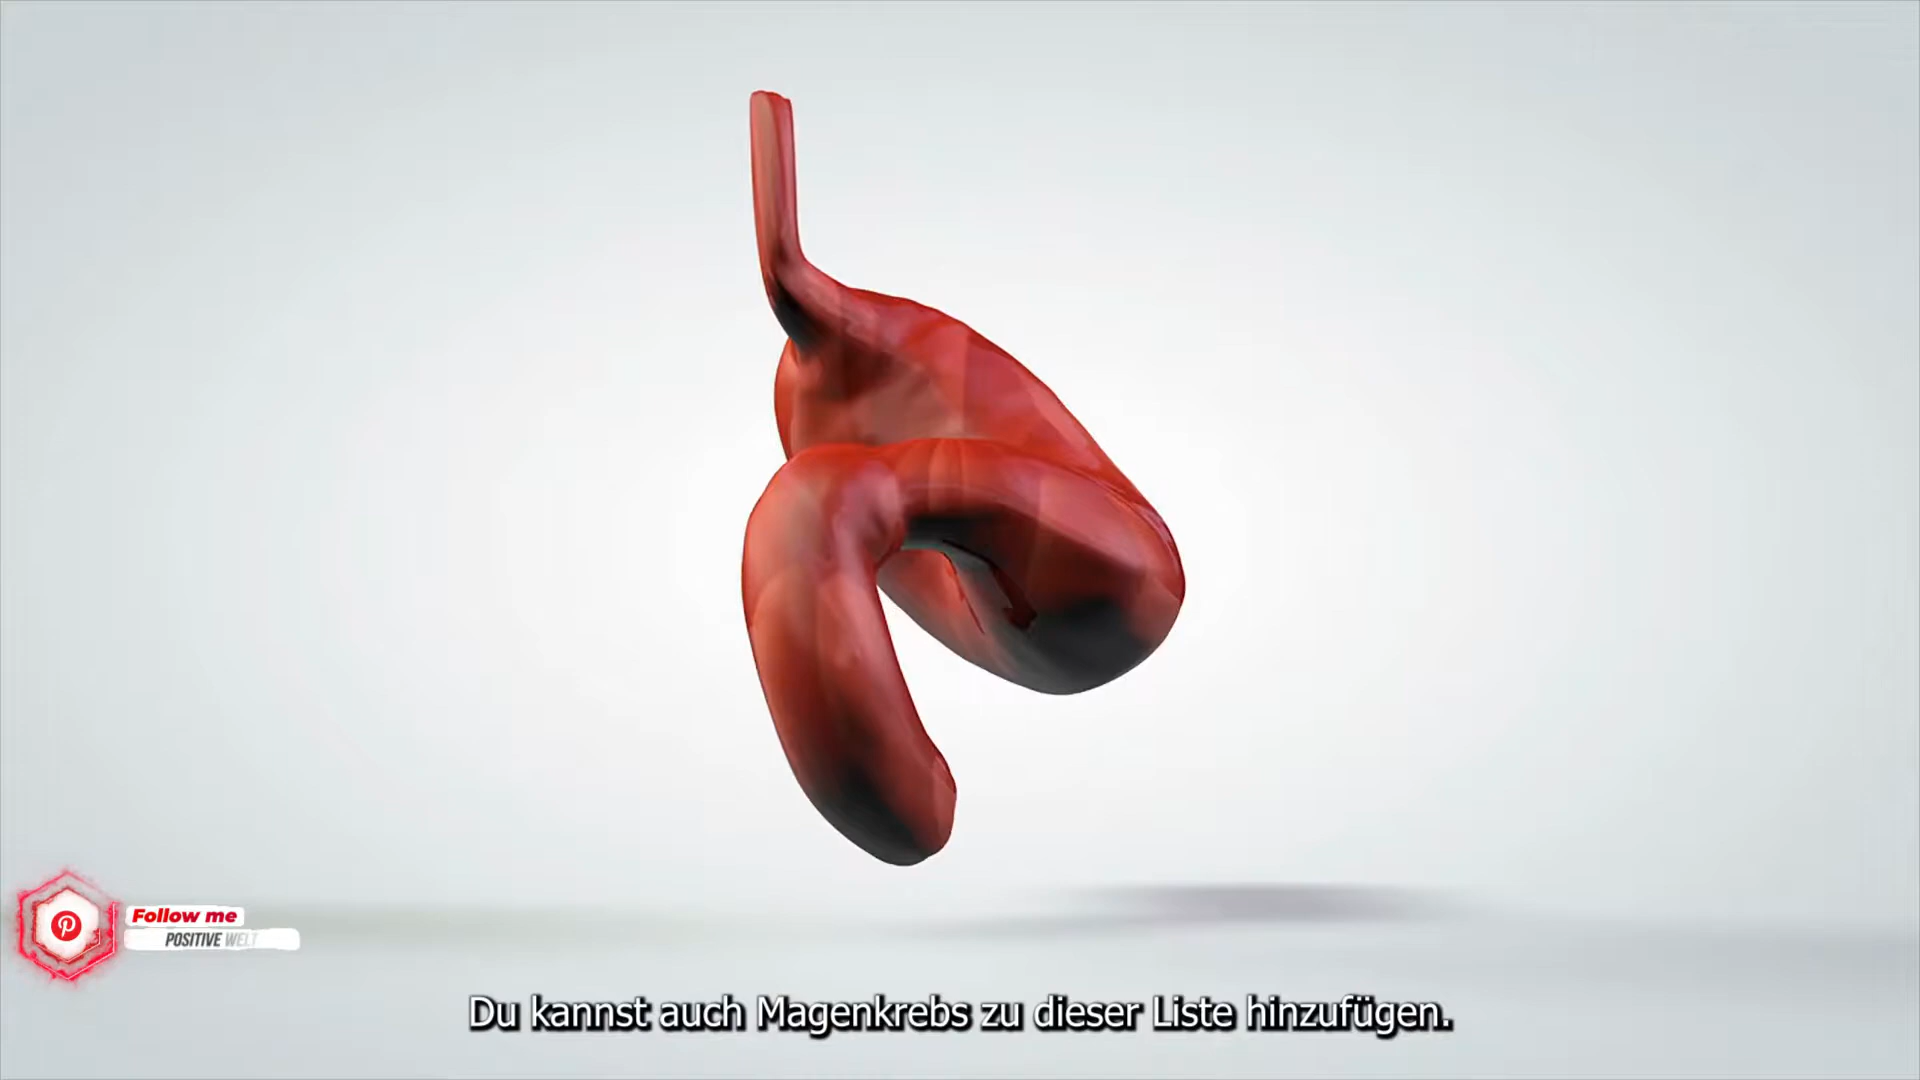 Follow me
POSITIVE WELT
Du kannst auch Magenkrebs zu dieser Liste hinzufügen.